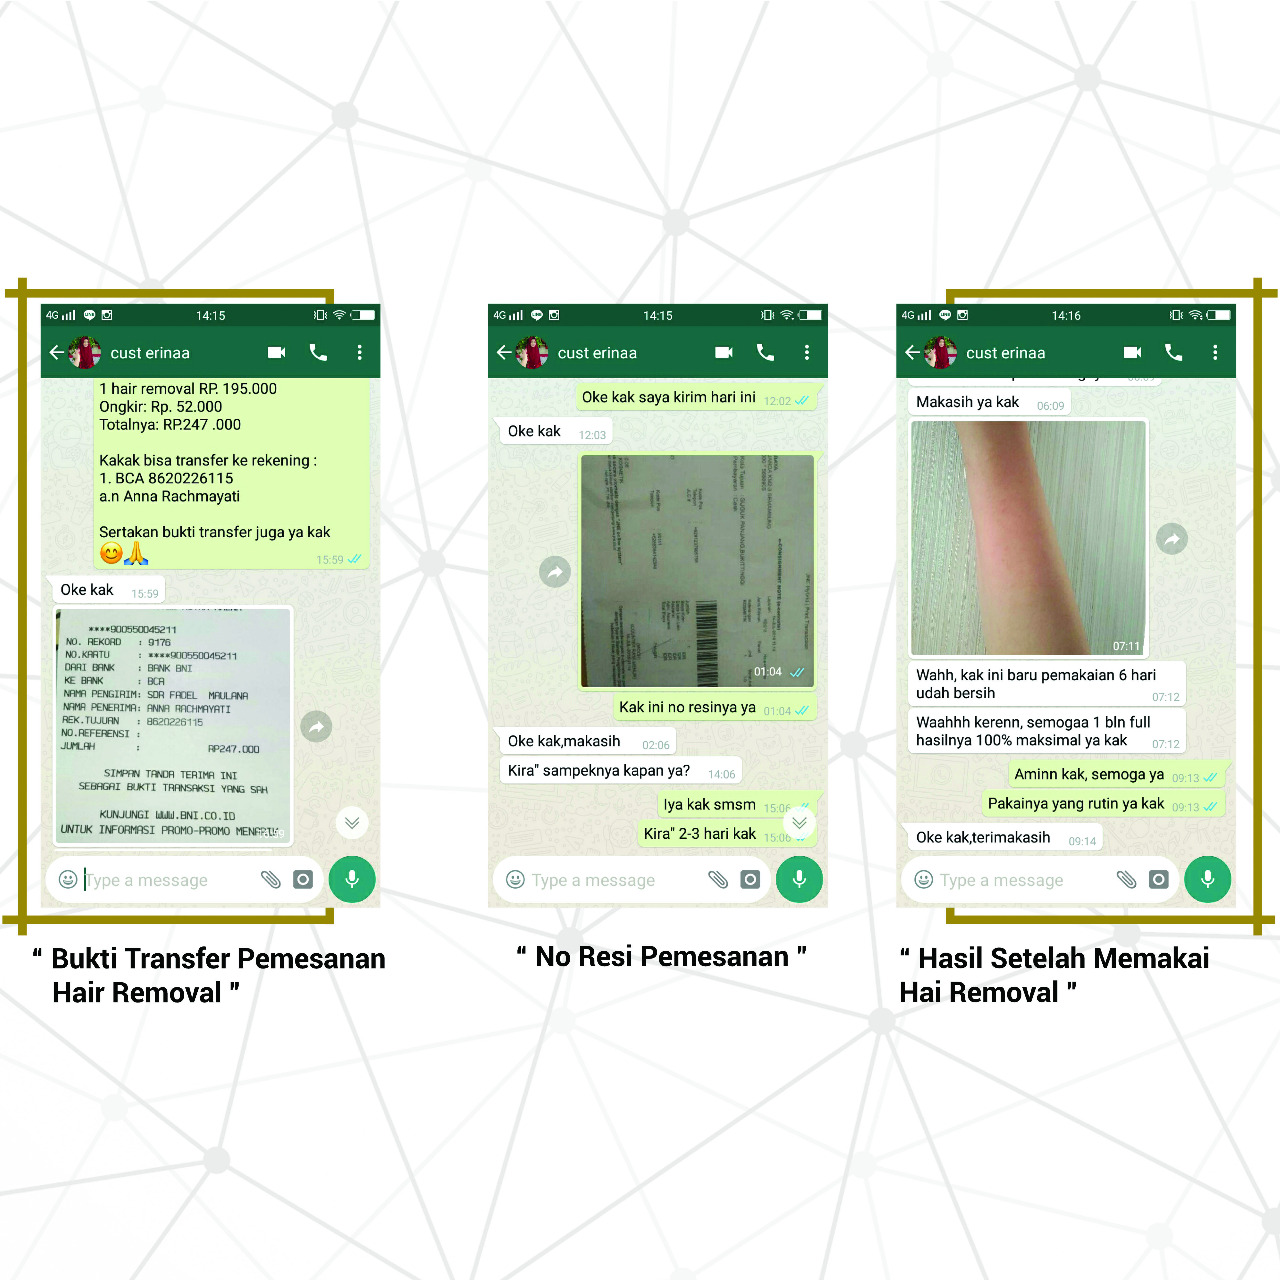 4G 14:15
cust erinaa
1 hair removal RP. 195.000
Ongkir: Rp. 52.000
Totalnya: RP.247 .000
Kakak bisa transfer ke rekening :
1. BCA 8620226115
a.n Anna Rachmayati
Sertakan bukti transfer juga ya kak
15:59
Oke kak 15:59
****900550045211
NO. REKORD : 9176
NO.KARTU : ****900550045211
DARI BANK : BANK BNI
KE BANK : BCA
NAMA PENGIRIM: SDR FADEL MAULANA
NAMA PENERIMA: ANNA RACHMAYATI
REK.TUJUAN : 8620226115
NO.REFERENSI :
JUMLAH : RP247.000
SIMPAN TANDA TERIMA INI
SEBAGAI BUKTI TRANSAKSI YANG SAH
KUNJUNGI WWW.BNI.CO.ID
UNTUK INFORMASI PROMO-PROMO MENARIK
Type a message
“ Bukti Transfer Pemesanan
Hair Removal ”
4G 14:15
cust erinaa
Oke kak saya kirim hari ini 12:02
Oke kak 12:03
01:04
Kak ini no resinya ya 01:04
Oke kak,makasih 02:06
Kira" sampeknya kapan ya? 14:06
Iya kak smsm 15:06
Kira" 2-3 hari kak 15:06
Type a message
“ No Resi Pemesanan ”
4G 14:16
cust erinaa
Makasih ya kak 06:09
07:11
Wahh, kak ini baru pemakaian 6 hari
udah bersih 07:12
Waahhh kerenn, semogaa 1 bln full
hasilnya 100% maksimal ya kak 07:12
Aminn kak, semoga ya 09:13
Pakainya yang rutin ya kak 09:13
Oke kak,terimakasih 09:14
Type a message
“ Hasil Setelah Memakai
Hai Removal ”